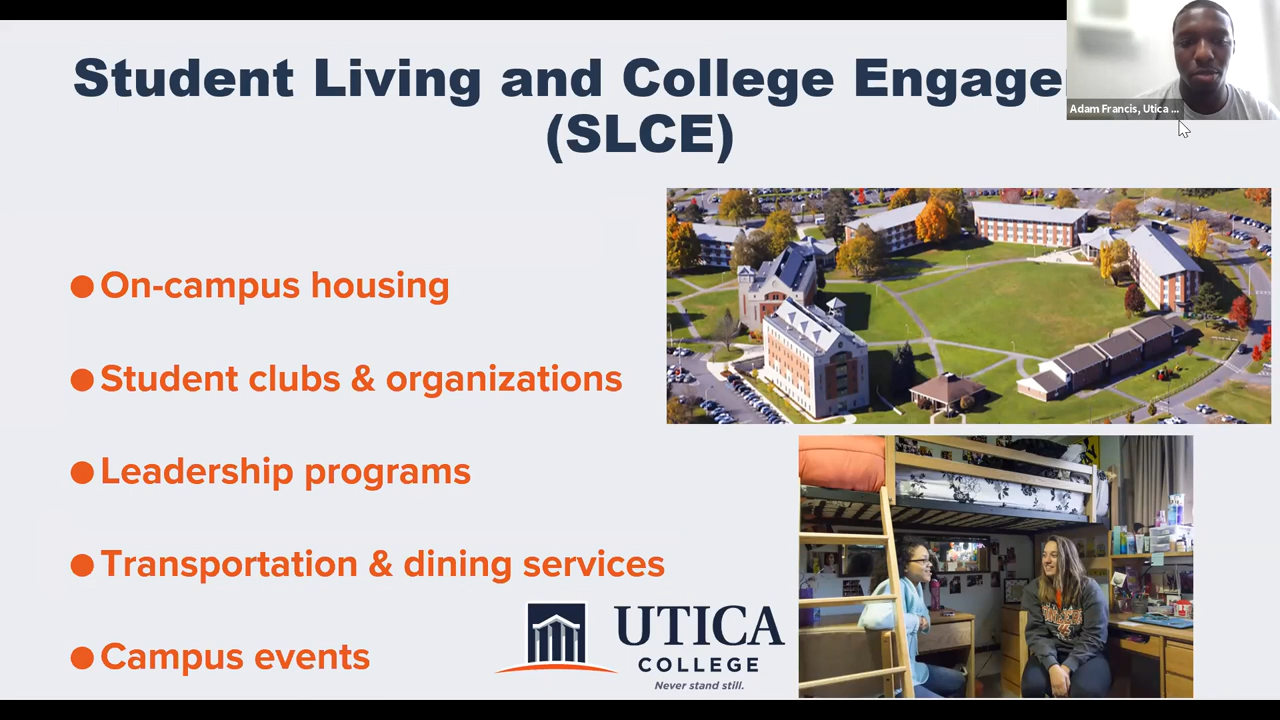 Student Living and College Engage
(SLCE)
Adam Francis, Utica ...
On-campus housing
Student clubs & organizations
Leadership programs
Transportation & dining services
Campus events
UTICA
COLLEGE
Never stand still.